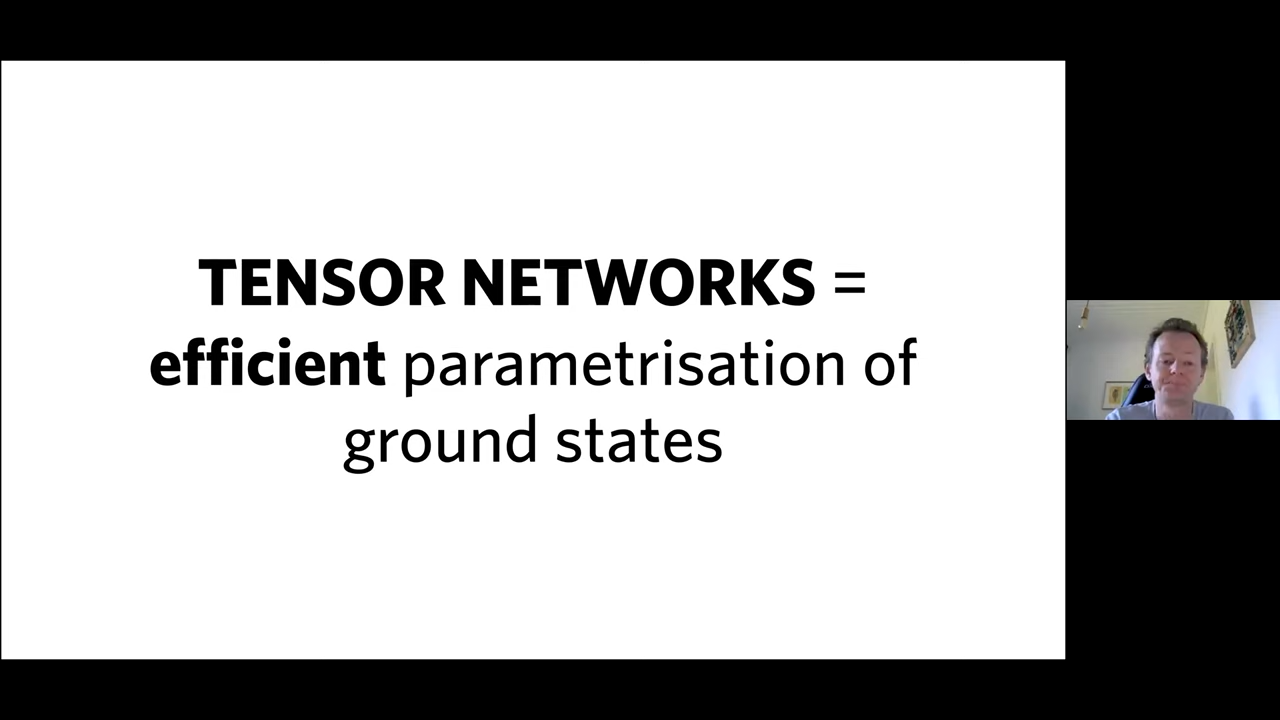 TENSOR NETWORKS =
efficient parametrisation of
ground states